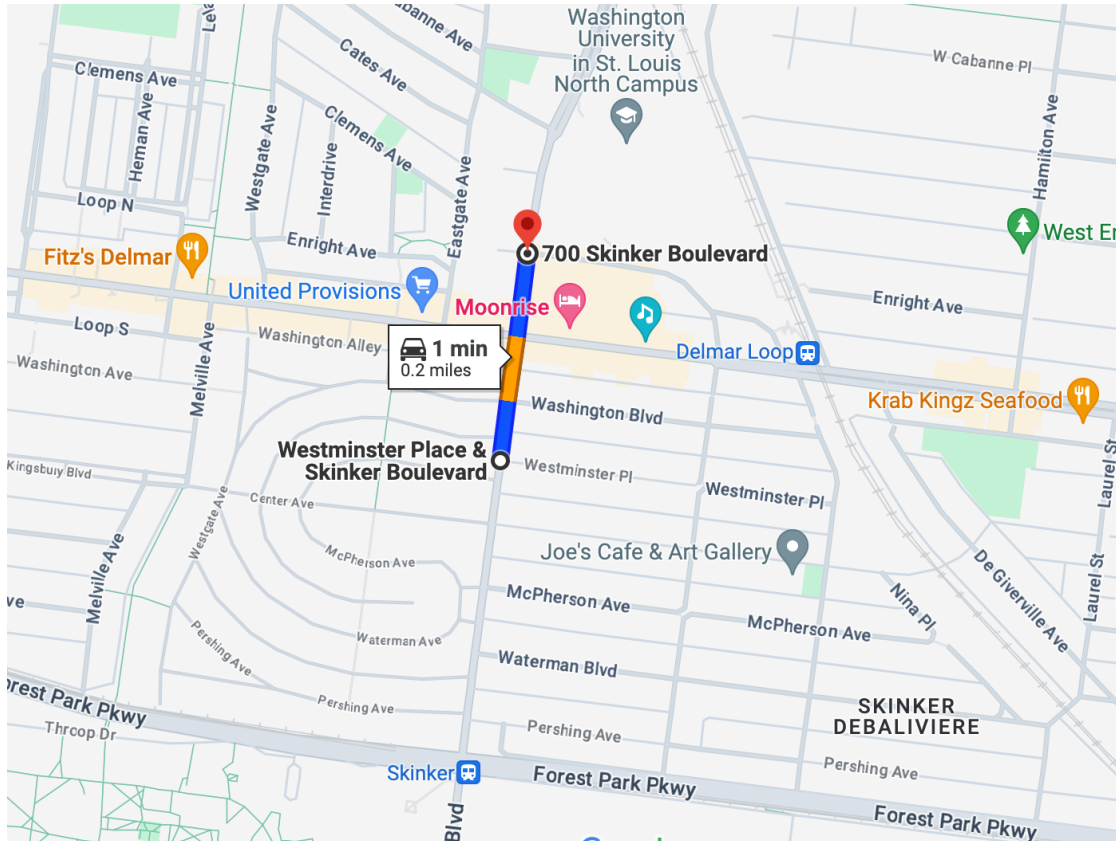 Washington
University
in St. Louis
North Campus
Cabanne Ave
W Cabanne Pl
Cates Ave
Clemens Ave
Heman Ave
Westgate Ave
Interdrive
Clemens Ave
Eastgate Ave
Hamilton Ave
Loop N
Enright Ave
Fitz's Delmar
700 Skinker Boulevard
United Provisions
Moonrise
Enright Ave
Loop S
Washington Alley
1 min
0.2 miles
Delmar Loop
Washington Ave
Melville Ave
Krab Kingz Seafood
Washington Blvd
Westminster Place &
Skinker Boulevard
Kingsbury Blvd
Westminster Pl
Westminster Pl
Center Ave
Westgate Ave
Laurel St
McPherson Ave
Joe's Cafe & Art Gallery
Melville Ave
McPherson Ave
Nina Pl
De Giverville Ave
Laurel St
McPherson Ave
Waterman Ave
Pershing Ave
Waterman Blvd
Pershing Ave
SKINKER
DEBALIVIERE
Forest Park Pkwy
Throop Dr
Pershing Ave
Pershing Ave
Skinker
Forest Park Pkwy
Forest Park Pkwy
Blvd